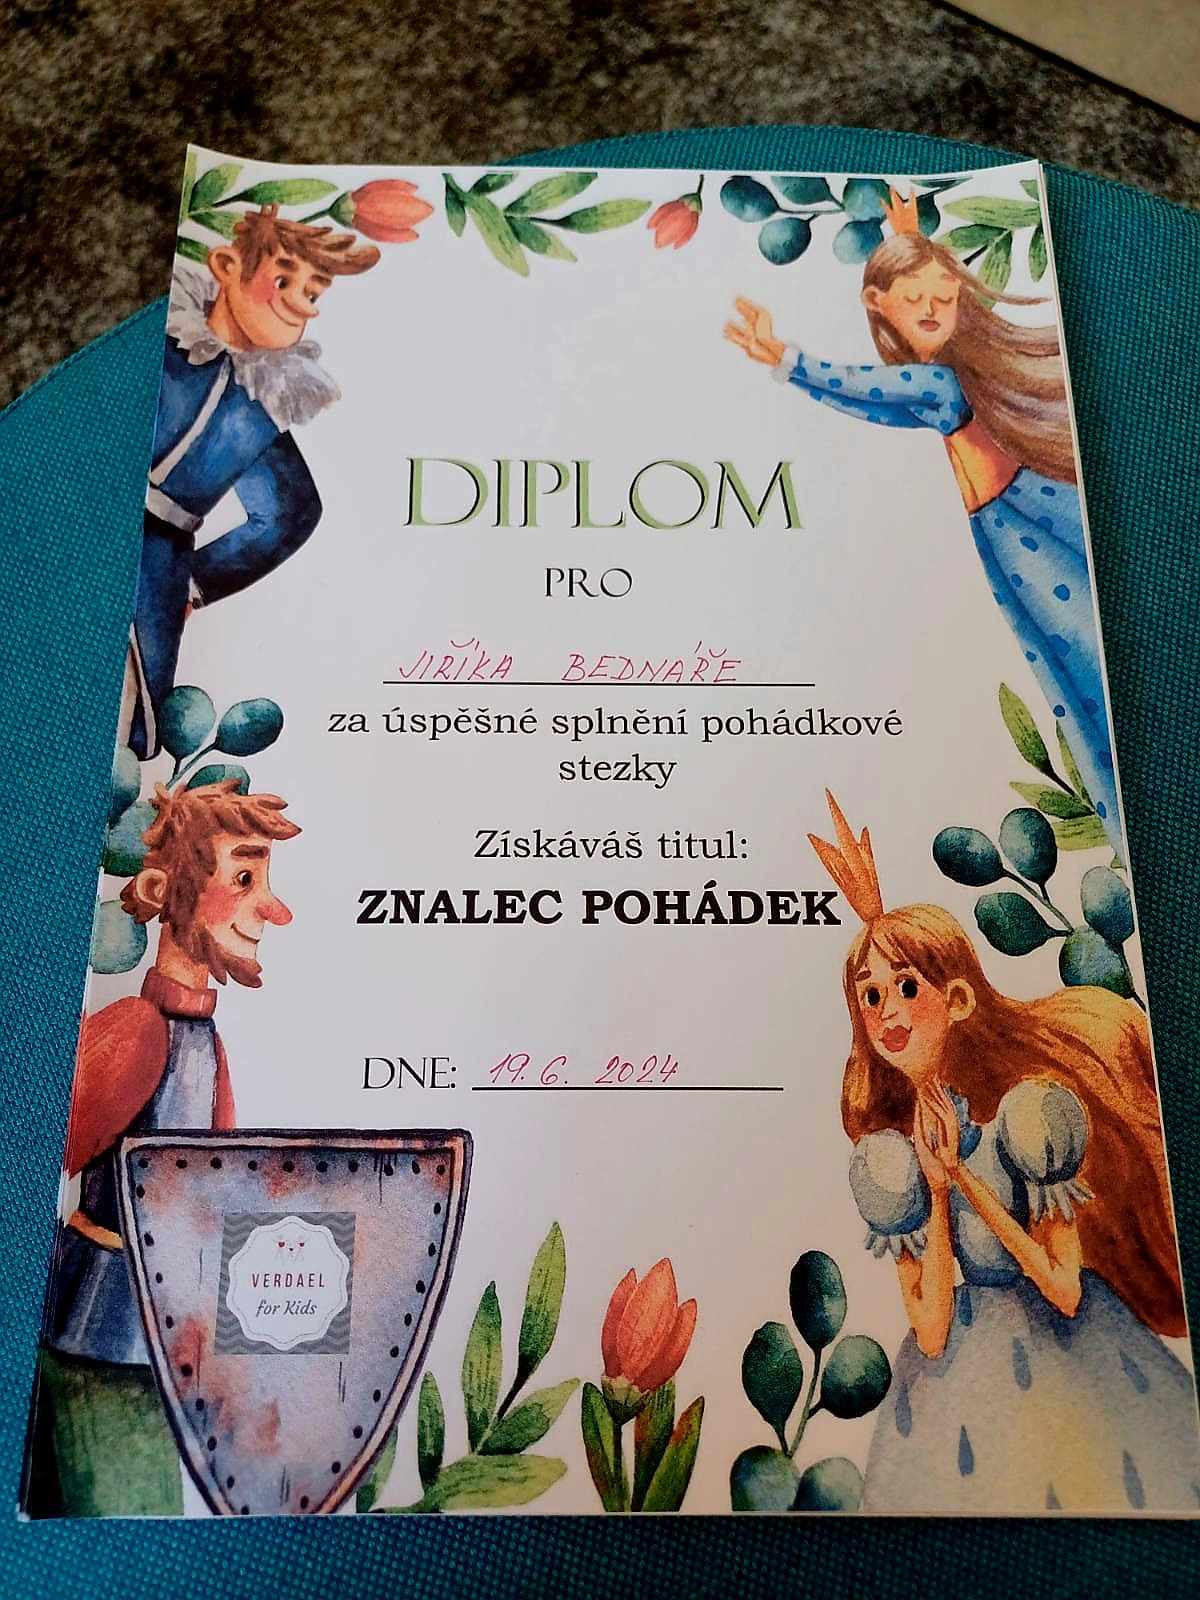 DIPLOM
PRO
JIŘÍKA BEDNÁŘE
za úspěšné splnění pohádkové
stezky
Získáváš titul:
ZNALEC POHÁDEK
DNE: 19. 6. 2024
VERDAEL
for Kids